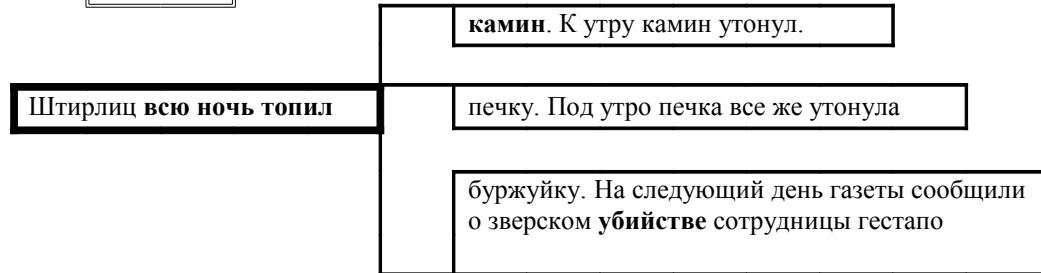 камин. К утру камин утонул.
Штирлиц всю ночь топил
печку. Под утро печка все же утонула
буржуйку. На следующий день газеты сообщили
о зверском убийстве сотрудницы гестапо